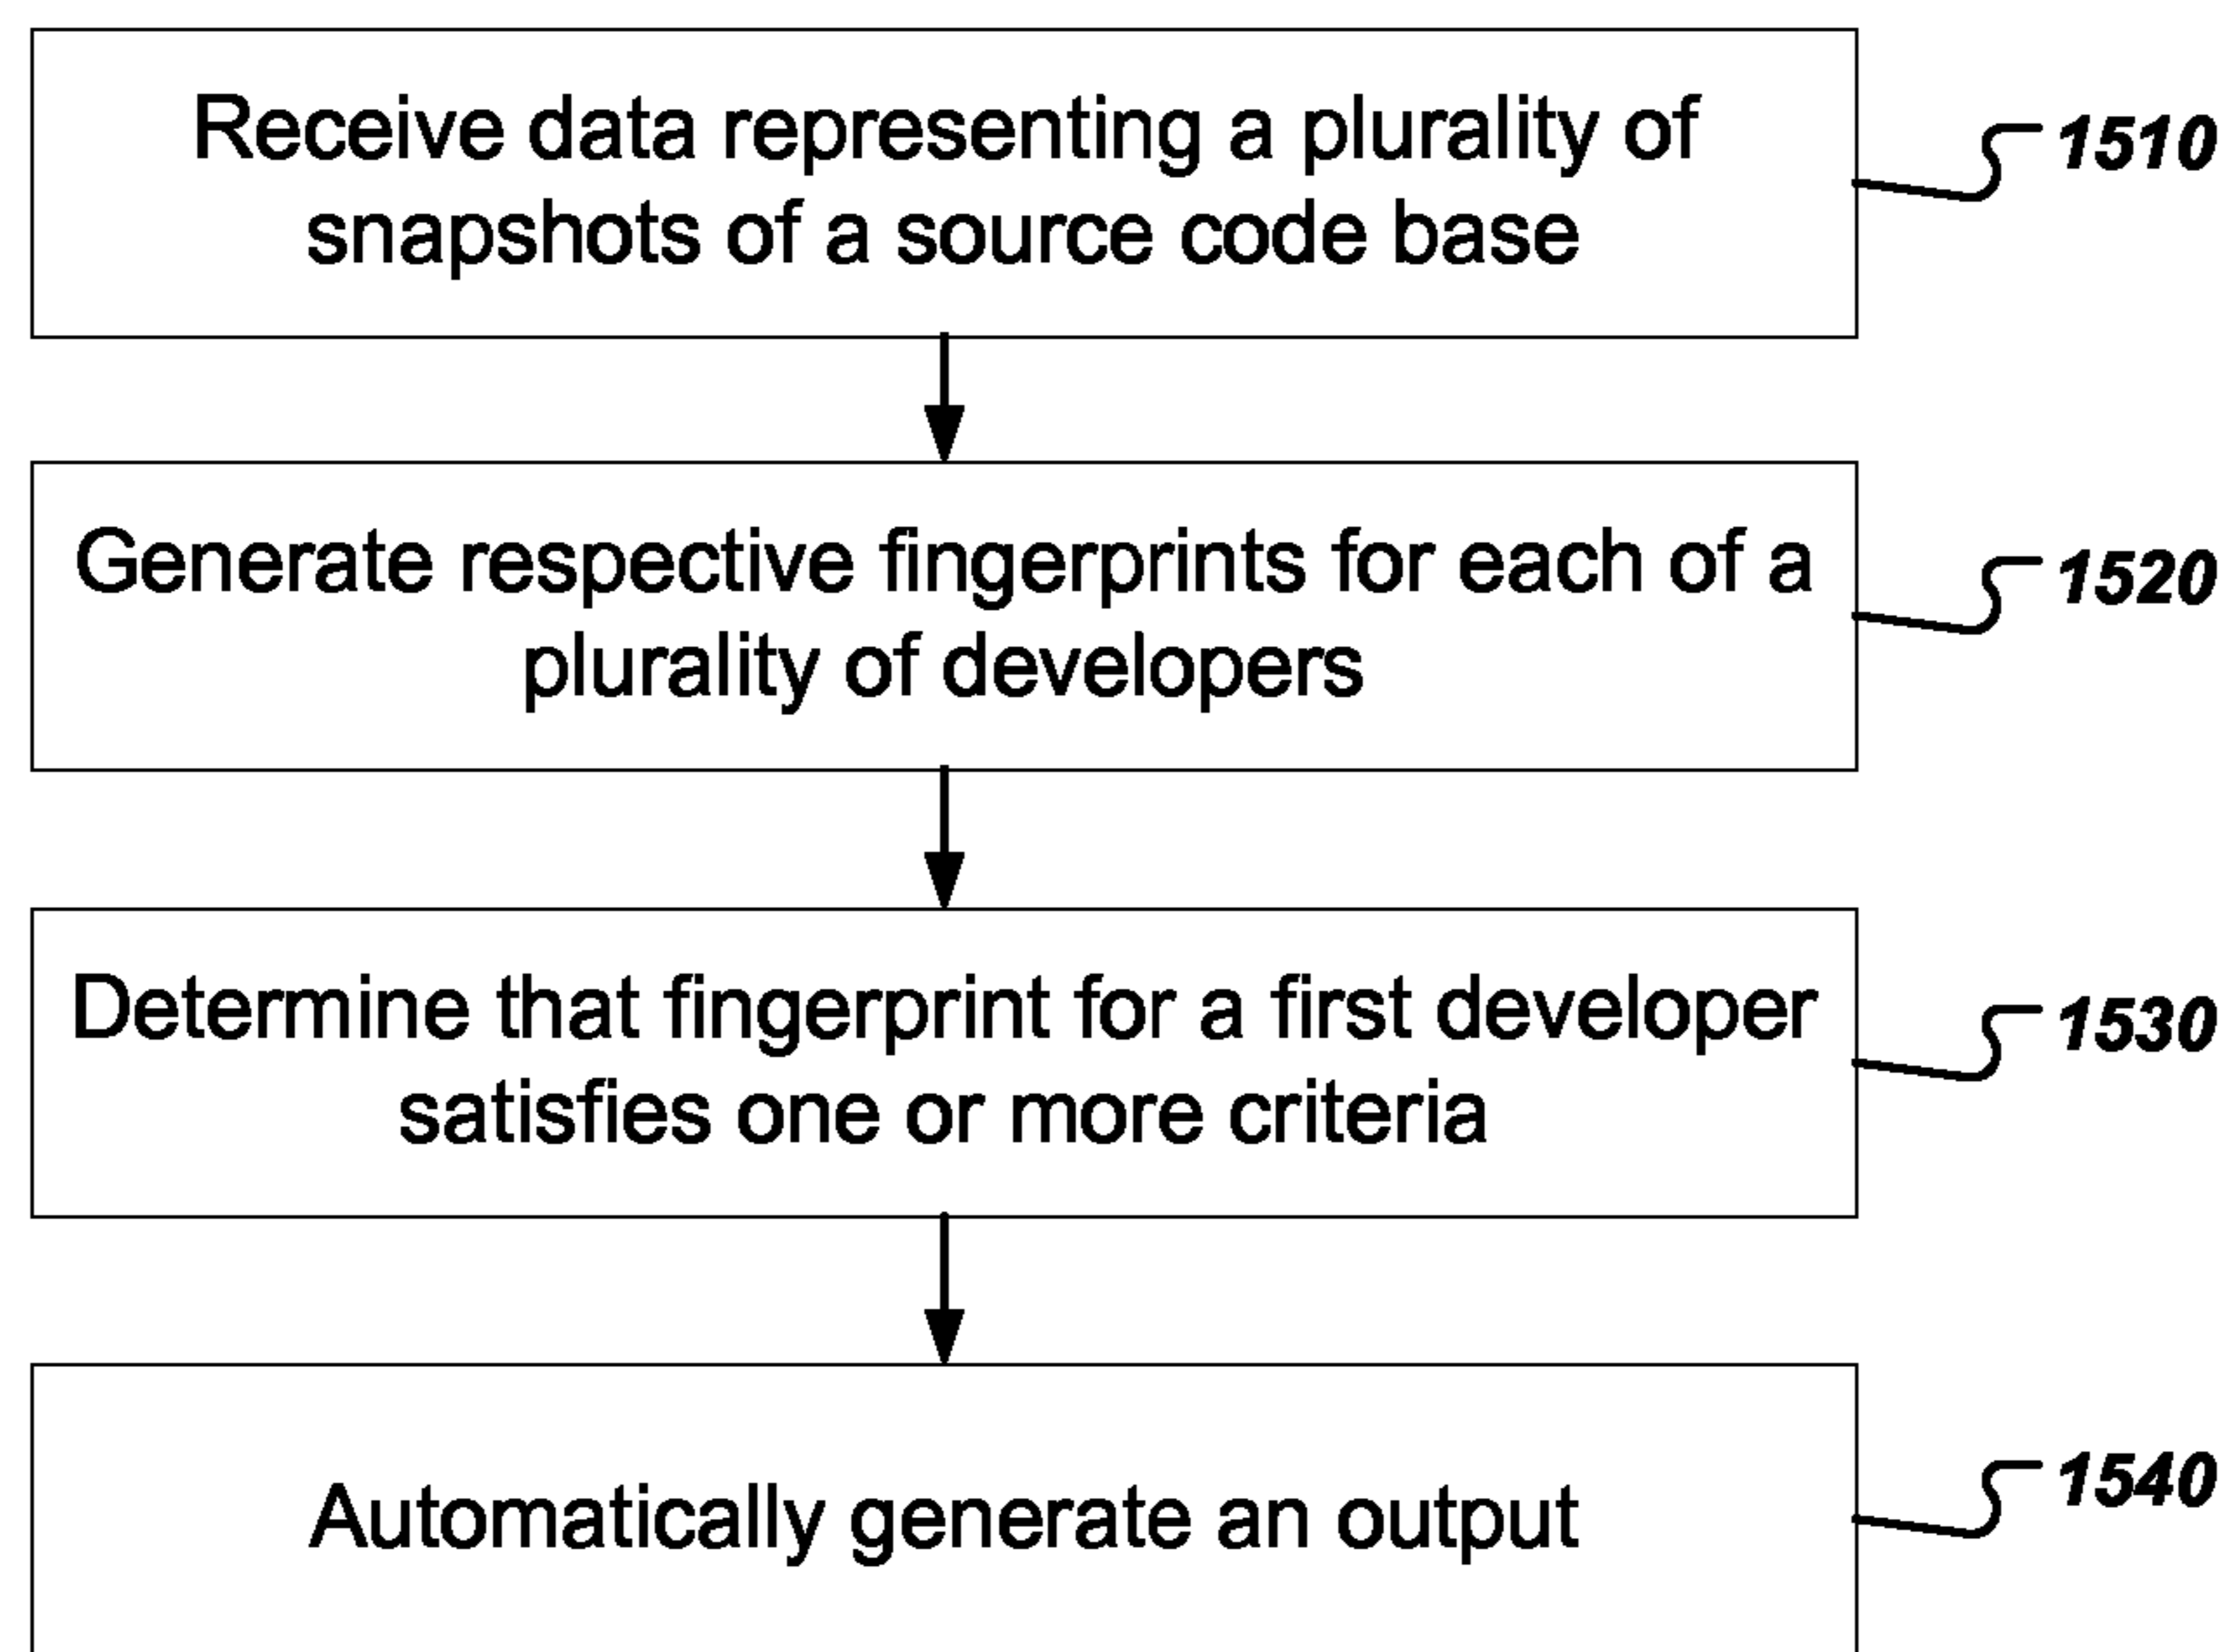 Receive data representing a plurality of
snapshots of a source code base
1510
Generate respective fingerprints for each of a
plurality of developers
1520
Determine that fingerprint for a first developer
satisfies one or more criteria
1530
Automatically generate an output
1540